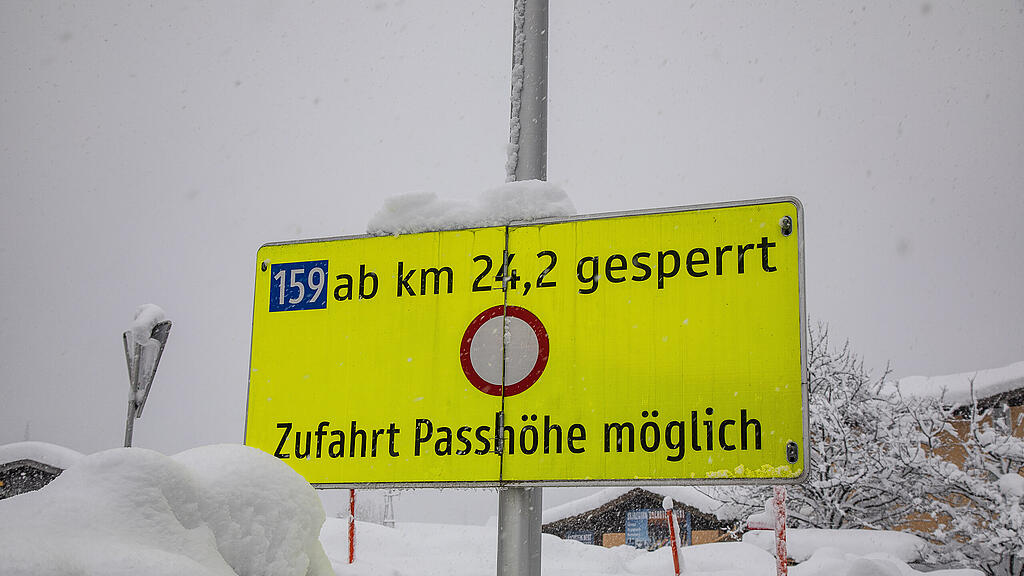 159 ab km 24,2 gesperrt
Zufahrt Passhöhe möglich